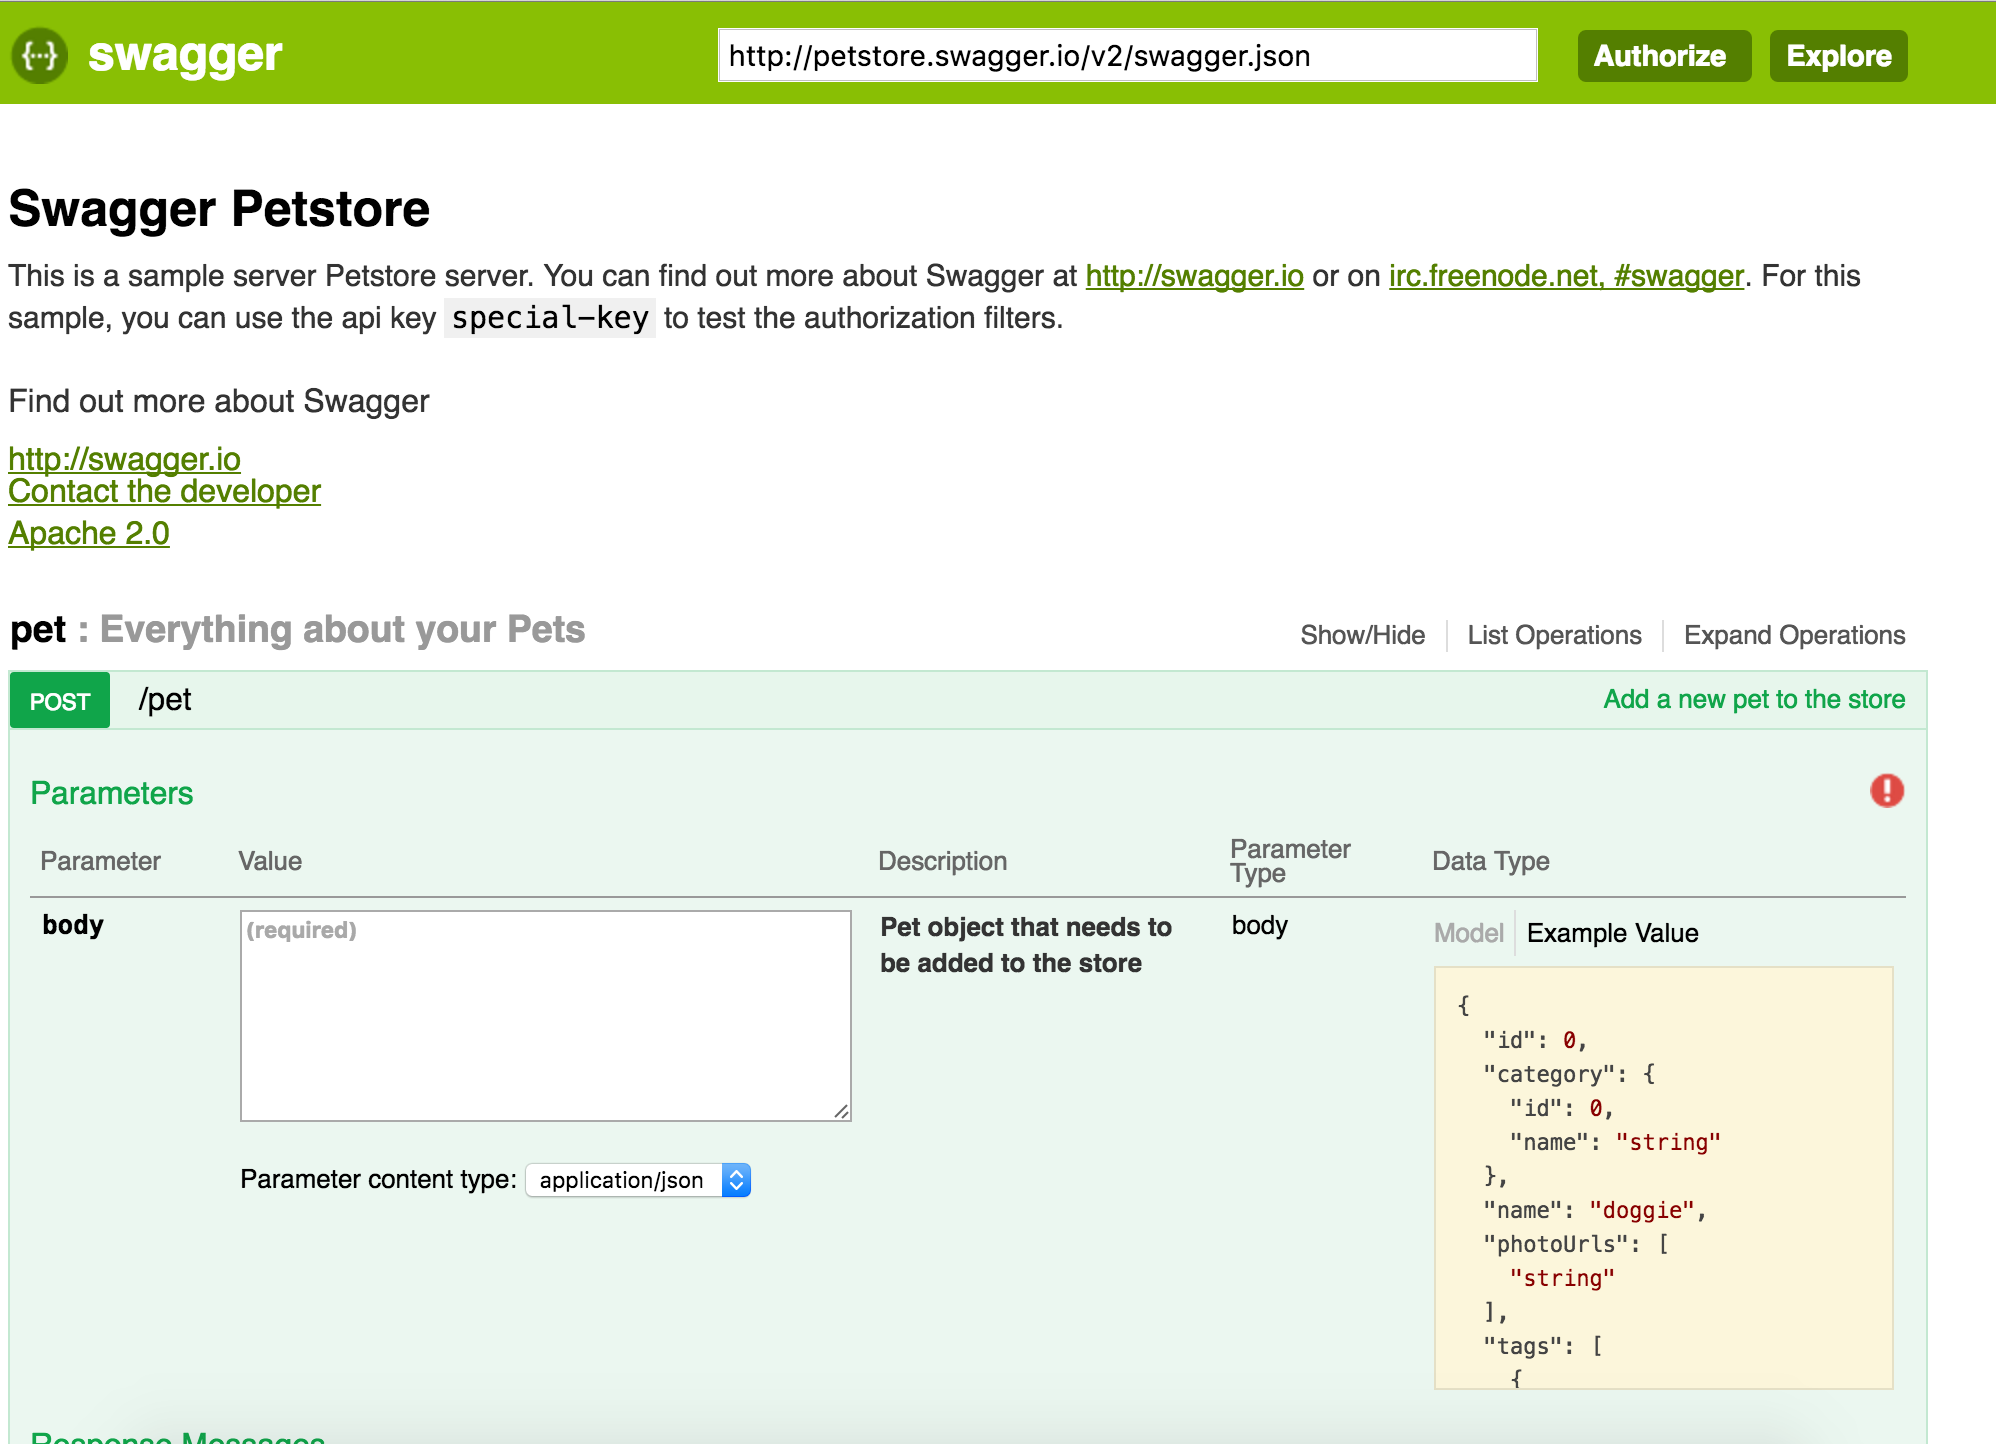 {...} swagger http://petstore.swagger.io/v2/swagger.json Authorize Explore
Swagger Petstore
This is a sample server Petstore server. You can find out more about Swagger at http://swagger.io or on irc.freenode.net, #swagger. For this
sample, you can use the api key special-key to test the authorization filters.
Find out more about Swagger
http://swagger.io
Contact the developer
Apache 2.0
pet : Everything about your Pets Show/Hide List Operations Expand Operations
POST /pet Add a new pet to the store
Parameters
Parameter Value Description Parameter Type Data Type
body (required) Pet object that needs to be added to the store body Model Example Value
{
"id": 0,
"category": {
"id": 0,
"name": "string"
},
"name": "doggie",
"photoUrls": [
"string"
],
"tags": [
{
Parameter content type: application/json
Response Messages